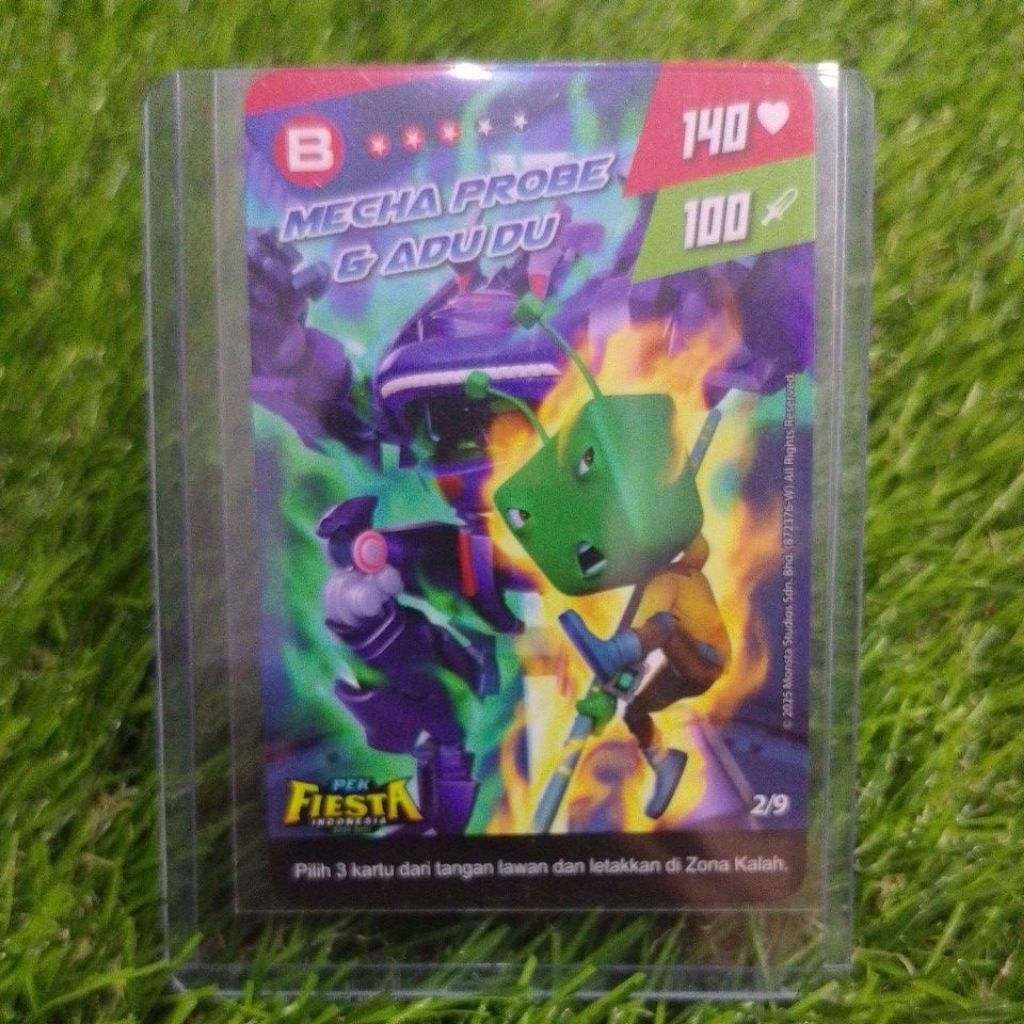 B
140
MECHA PROBE
& ADU DU
100
© 2025 Monsta Studios Sdn. Bhd. (872376-W) All Rights Reserved.
PEK
FIESTA
INDONESIA
2/9
Pilih 3 kartu dari tangan lawan dan letakkan di Zona Kalah.